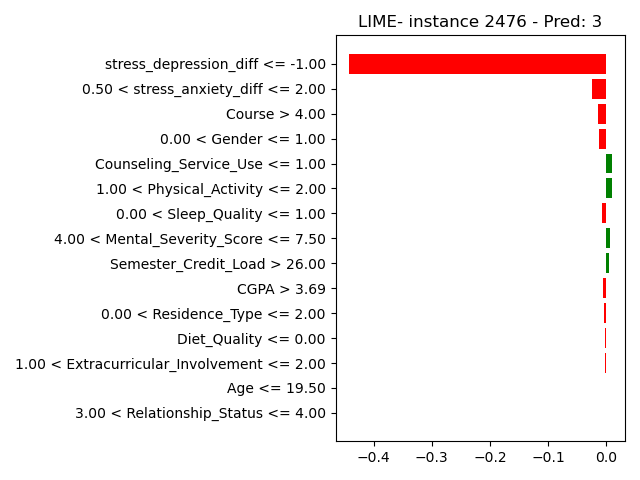 LIME- instance 2476 - Pred: 3
stress_depression_diff <= -1.00
0.50 < stress_anxiety_diff <= 2.00
Course > 4.00
0.00 < Gender <= 1.00
Counseling_Service_Use <= 1.00
1.00 < Physical_Activity <= 2.00
0.00 < Sleep_Quality <= 1.00
4.00 < Mental_Severity_Score <= 7.50
Semester_Credit_Load > 26.00
CGPA > 3.69
0.00 < Residence_Type <= 2.00
Diet_Quality <= 0.00
1.00 < Extracurricular_Involvement <= 2.00
Age <= 19.50
3.00 < Relationship_Status <= 4.00
−0.4 −0.3 −0.2 −0.1 0.0